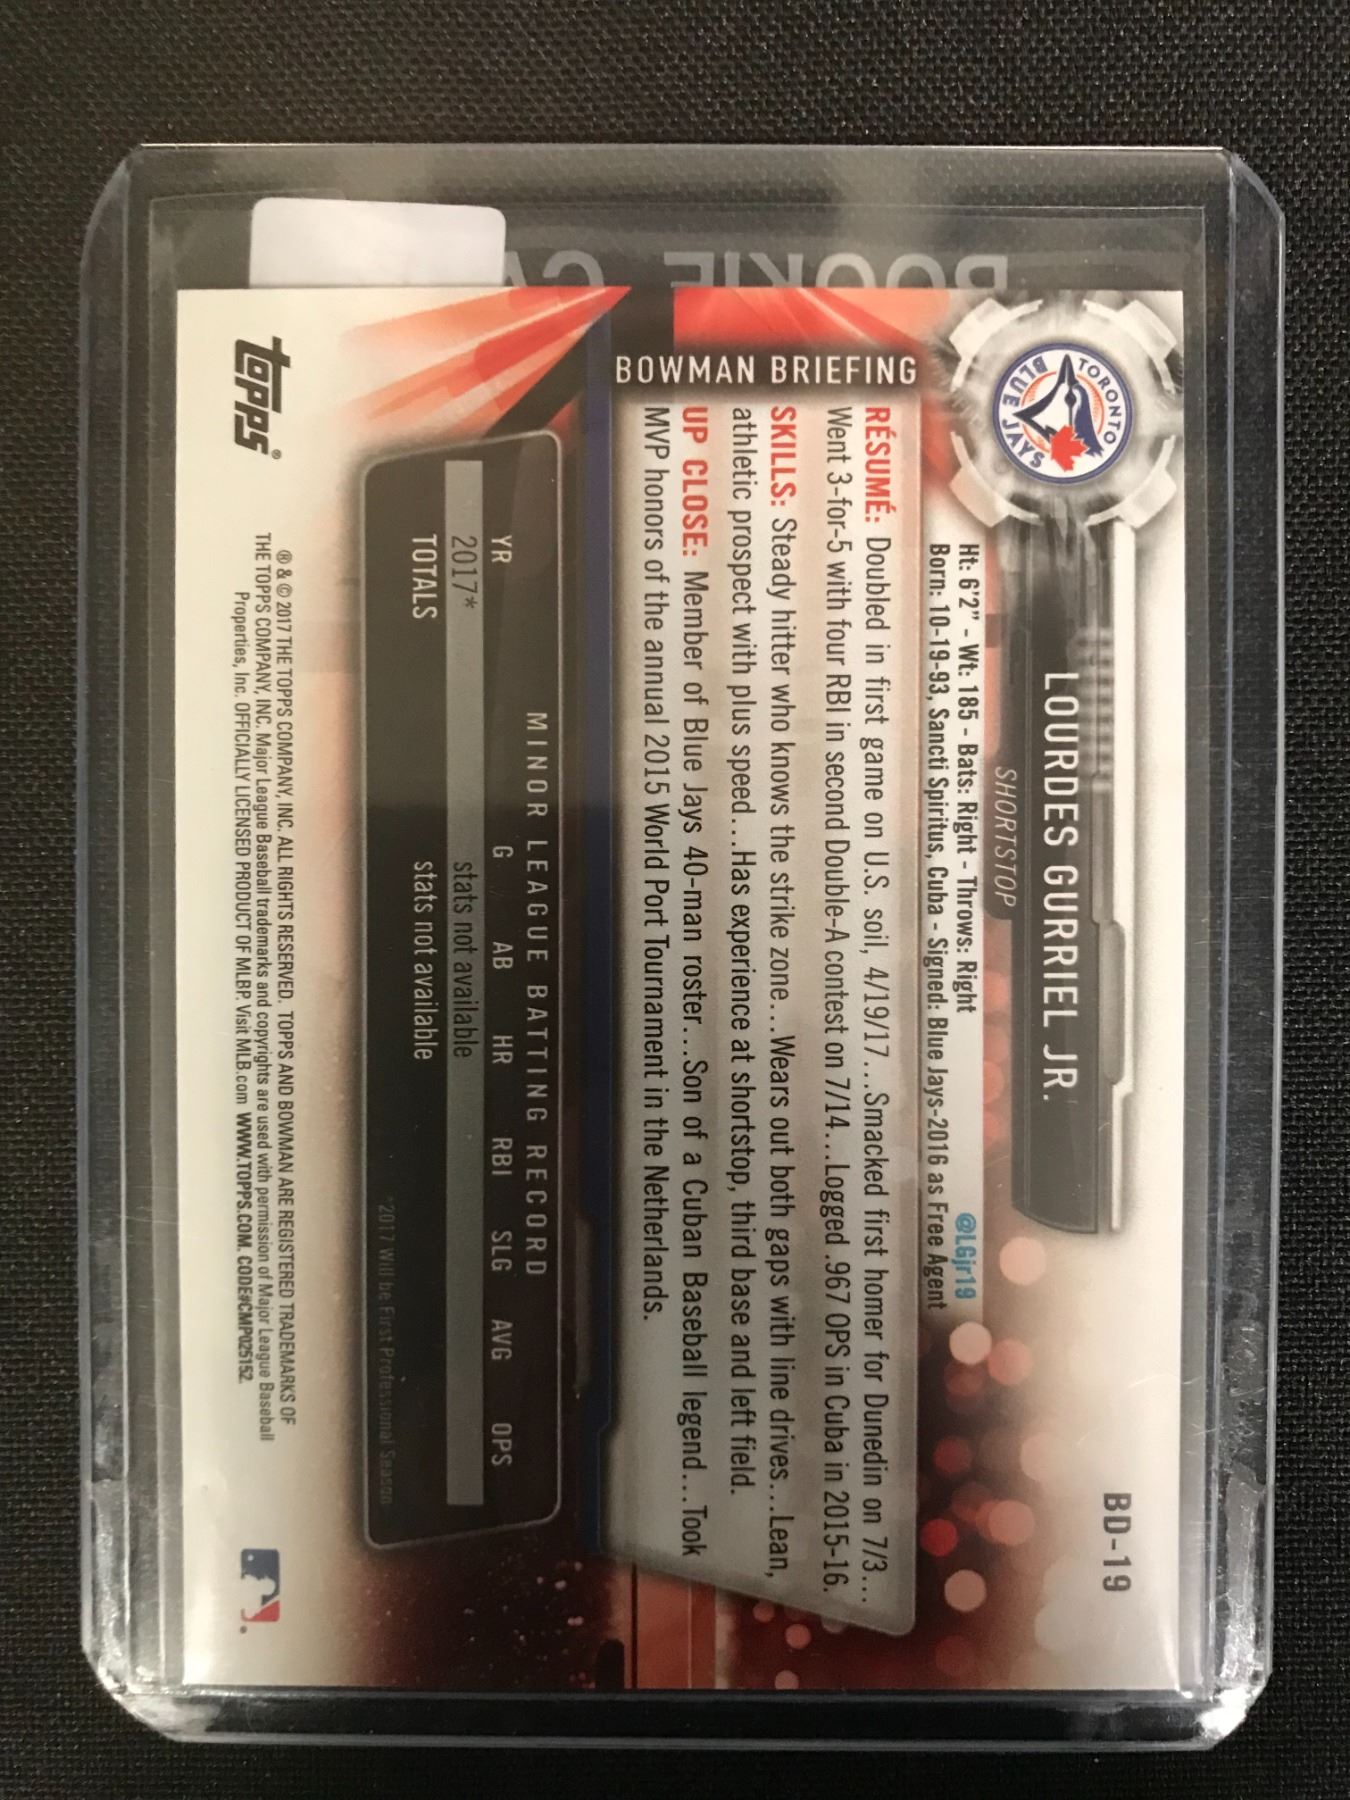 ROOKIE
BD-19
TORONTO
BLUE JAYS
LOURDES GURRIEL JR.
SHORTSTOP
Ht: 6'2" - Wt: 185 - Bats: Right - Throws: Right @LGjr19
Born: 10-19-93, Sancti Spiritus, Cuba - Signed: Blue Jays-2016 as Free Agent
BOWMAN BRIEFING
RÉSUMÉ: Doubled in first game on U.S. soil, 4/19/17...Smacked first homer for Dunedin on 7/3...
Went 3-for-5 with four RBI in second Double-A contest on 7/14...Logged .967 OPS in Cuba in 2015-16.
SKILLS: Steady hitter who knows the strike zone...Wears out both gaps with line drives...Lean,
athletic prospect with plus speed...Has experience at shortstop, third base and left field.
UP CLOSE: Member of Blue Jays 40-man roster...Son of a Cuban Baseball legend...Took
MVP honors of the annual 2015 World Port Tournament in the Netherlands.
MINOR LEAGUE BATTING RECORD
YR G AB HR RBI SLG AVG OPS
2017* stats not available
TOTALS stats not available
*2017 Will be First Professional Season
topps®
® & © 2017 THE TOPPS COMPANY, INC. ALL RIGHTS RESERVED. TOPPS AND BOWMAN ARE REGISTERED TRADEMARKS OF
THE TOPPS COMPANY, INC. Major League Baseball trademarks and copyrights are used with permission of Major League Baseball
Properties, Inc. OFFICIALLY LICENSED PRODUCT OF MLBP. Visit MLB.com WWW.TOPPS.COM. CODE#CMP025152